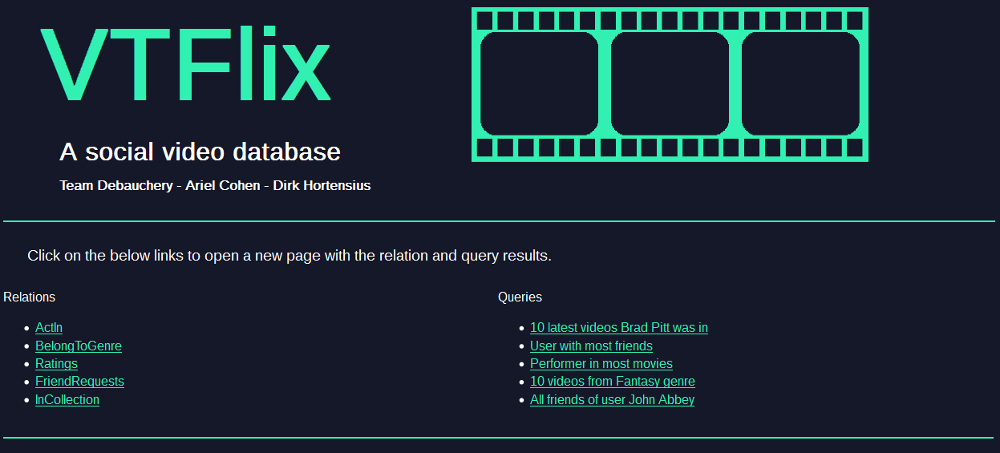 VTFlix
A social video database
Team Debauchery - Ariel Cohen - Dirk Hortensius
Click on the below links to open a new page with the relation and query results.
Relations
ActIn
BelongToGenre
Ratings
FriendRequests
InCollection
Queries
10 latest videos Brad Pitt was in
User with most friends
Performer in most movies
10 videos from Fantasy genre
All friends of user John Abbey